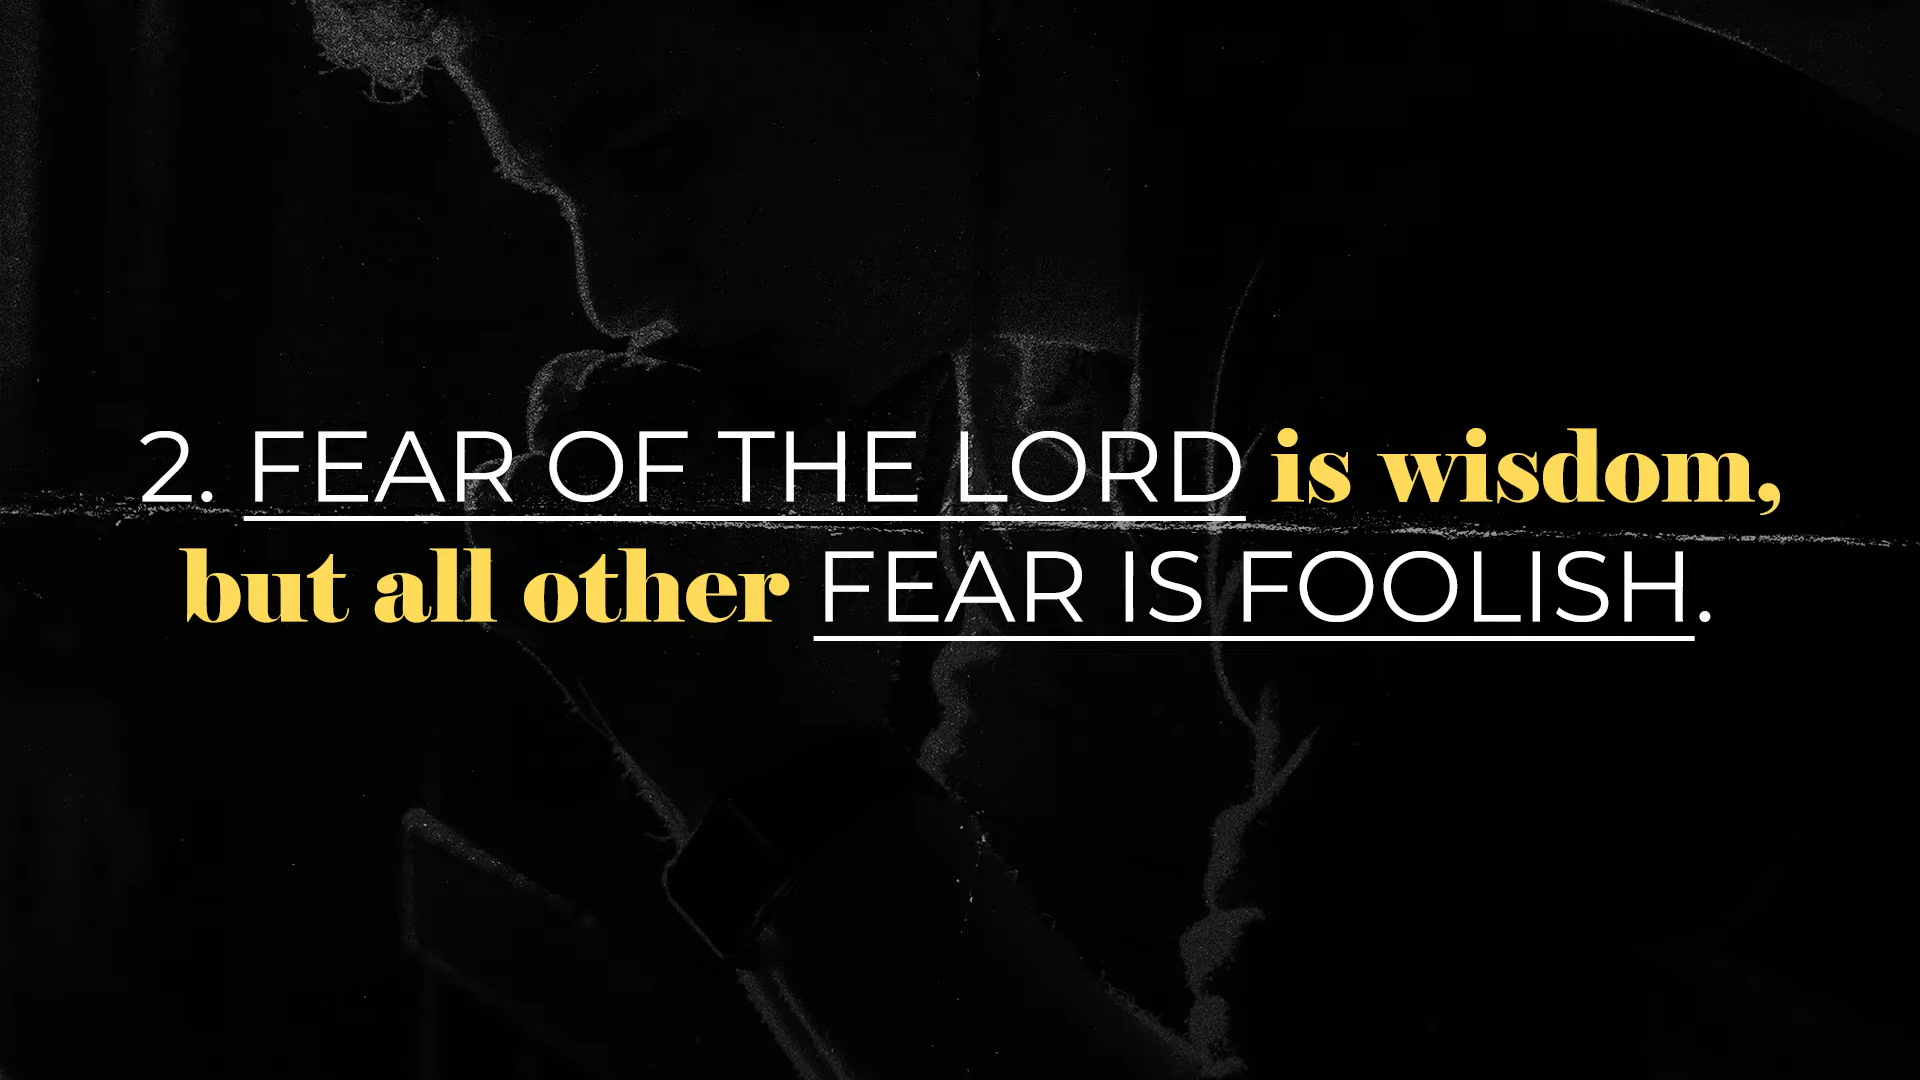 2. FEAR OF THE LORD is wisdom,
but all other FEAR IS FOOLISH.